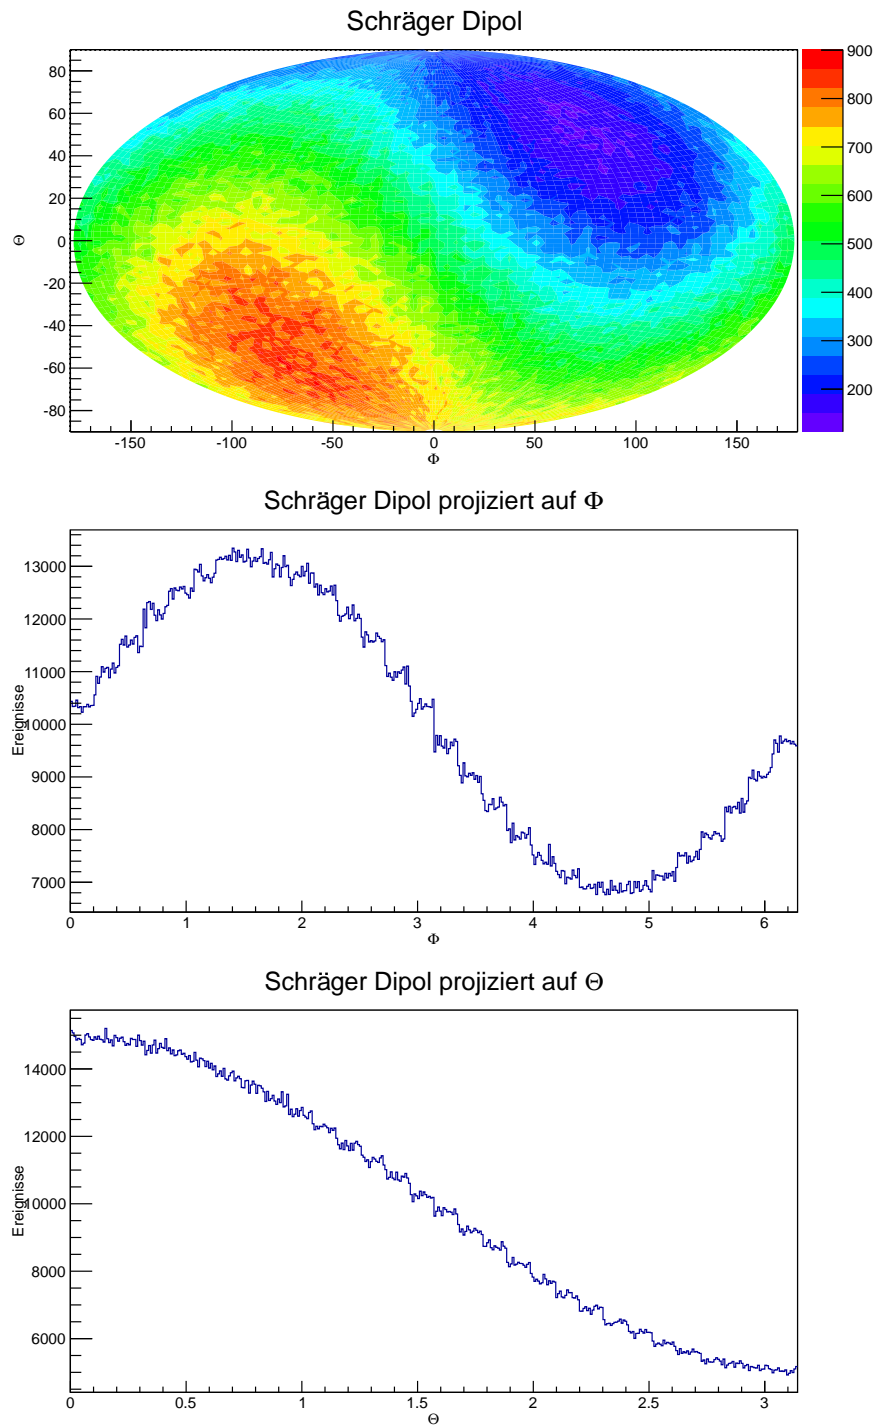 Schräger Dipol
Θ
80
60
40
20
0
-20
-40
-60
-80
-150 -100 -50 0 50 100 150
Φ
900
800
700
600
500
400
300
200
Schräger Dipol projiziert auf Φ
Ereignisse
13000
12000
11000
10000
9000
8000
7000
0 1 2 3 4 5 6
Φ
Schräger Dipol projiziert auf Θ
Ereignisse
14000
12000
10000
8000
6000
0 0.5 1 1.5 2 2.5 3
Θ